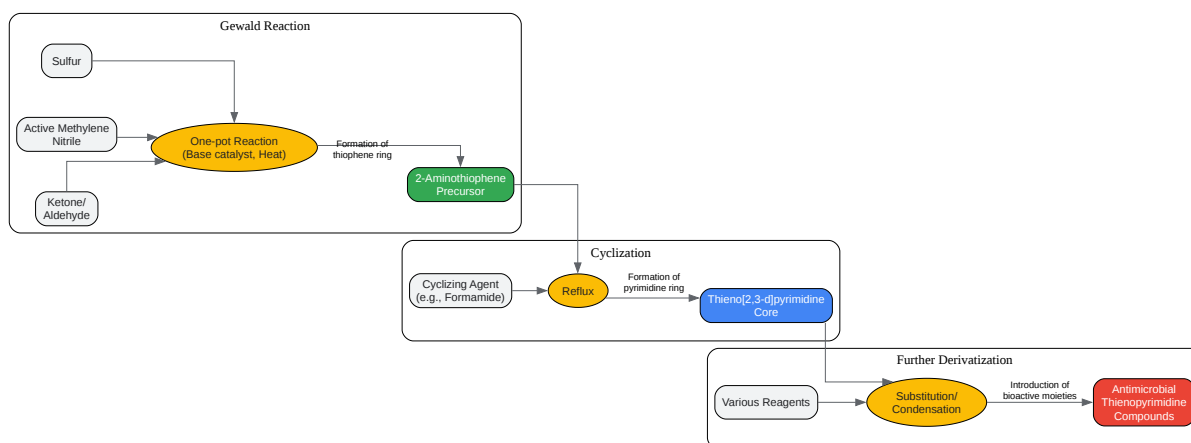 Gewald Reaction
Sulfur
Active Methylene
Nitrile
Ketone/
Aldehyde
One-pot Reaction
(Base catalyst, Heat)
Formation of
thiophene ring
2-Aminothiophene
Precursor
Cyclization
Cyclizing Agent
(e.g., Formamide)
Reflux
Formation of
pyrimidine ring
Thieno[2,3-d]pyrimidine
Core
Further Derivatization
Various Reagents
Substitution/
Condensation
Introduction of
bioactive moieties
Antimicrobial
Thienopyrimidine
Compounds